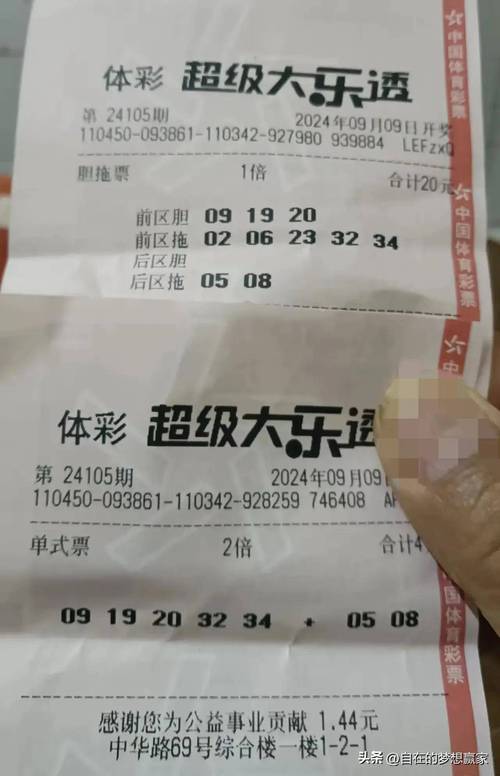 体彩 超级大乐透
第 24105期 2024年09月09日开奖
110450-093861-110342-927980 939884 LEFzxQ
胆拖票 1倍 合计20元
前区胆 09 19 20
前区拖 02 06 23 32 34
后区胆
后区拖 05 08
中国体育彩票
中国体育彩票
体彩 超级大乐透
第 24105期 2024年09月09日
110450-093861-110342-928259 746408
单式票 2倍 合计4
09 19 20 32 34 + 05 08
国体育彩票
感谢您为公益事业贡献 1.44元
中华路69号综合楼一楼1-2-1
头条 @自在的梦想赢家